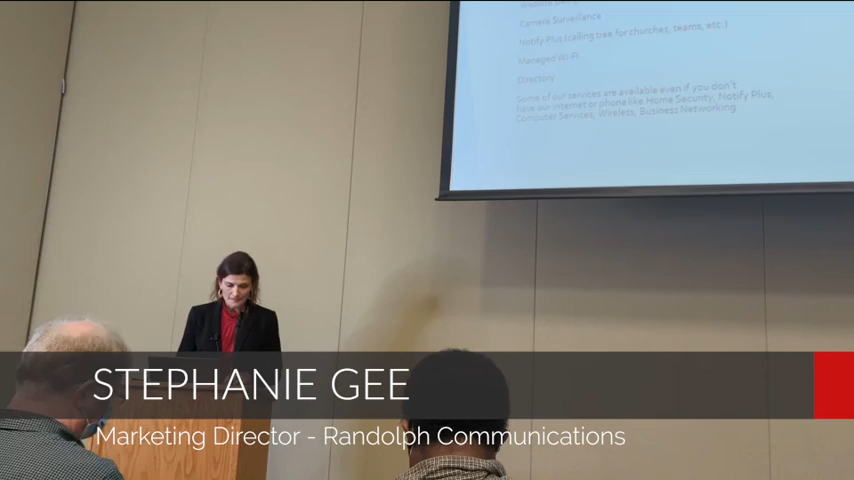 Camera Surveillance
Notify Plus (calling tree for churches, teams, etc.)
Managed Wi-Fi
Directory
Some of our services are available even if you don't
have our internet or phone like Home Security, Notify Plus,
Computer Services, Wireless, Business Networking
STEPHANIE GEE
Marketing Director - Randolph Communications